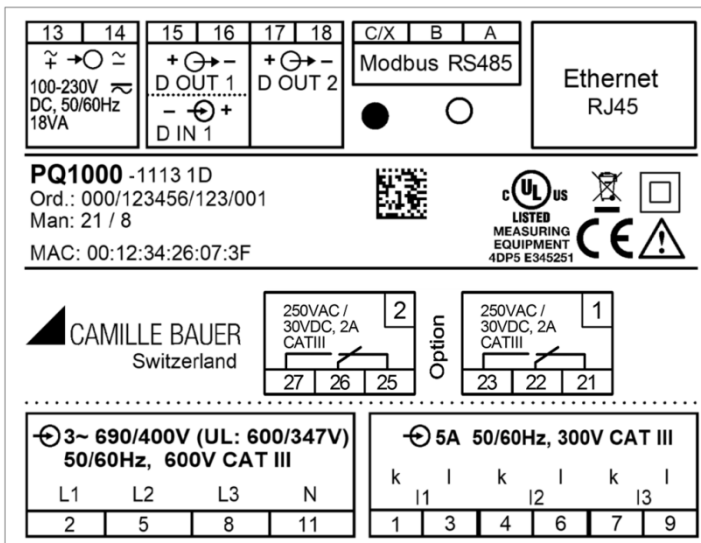 13 14
100-230V
DC, 50/60Hz
18VA
15 16
+ -
D OUT 1
- +
D IN 1
17 18
+ -
D OUT 2
C/X B A
Modbus RS485
Ethernet
RJ45
PQ1000 -1113 1D
Ord.: 000/123456/123/001
Man: 21 / 8
MAC: 00:12:34:26:07:3F
C UL US
LISTED
MEASURING
EQUIPMENT
4DP5 E345251
CE
CAMILLE BAUER
Switzerland
250VAC / 2
30VDC, 2A
CATIII
27 26 25
Option
250VAC / 1
30VDC, 2A
CATIII
23 22 21
3~ 690/400V (UL: 600/347V)
50/60Hz, 600V CAT III
L1 L2 L3 N
2 5 8 11
5A 50/60Hz, 300V CAT III
k l k l k l
I1 I2 I3
1 3 4 6 7 9